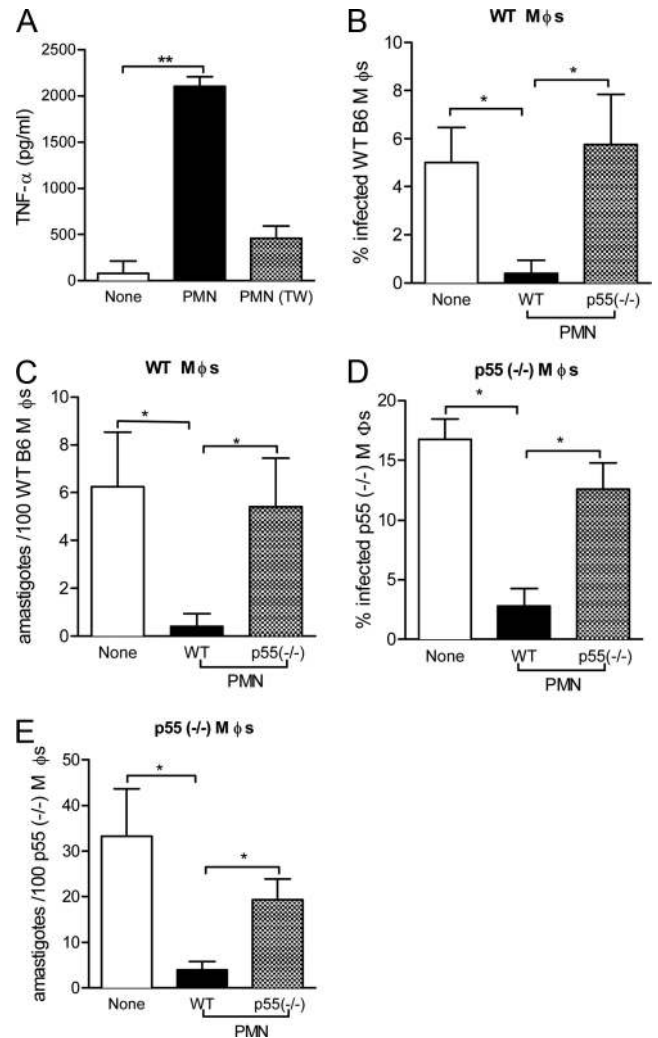 A
**
2500
2000
1500
1000
500
0
TNF-α (pg/ml)
None PMN PMN (TW)
B
WT M ϕs
10
8
6
4
2
0
% infected WT B6 M ϕs
* *
None WT p55(-/-)
PMN
C
WT M ϕs
10
8
6
4
2
0
amastigotes /100 WT B6 M ϕs
* *
None WT p55(-/-)
PMN
D
p55 (-/-) M ϕs
20
15
10
5
0
% infected p55 (-/-) M Φs
*
*
None WT p55(-/-)
PMN
E
p55 (-/-) M ϕs
50
40
30
20
10
0
amastigotes /100 p55 (-/-) M ϕs
*
*
None WT p55(-/-)
PMN